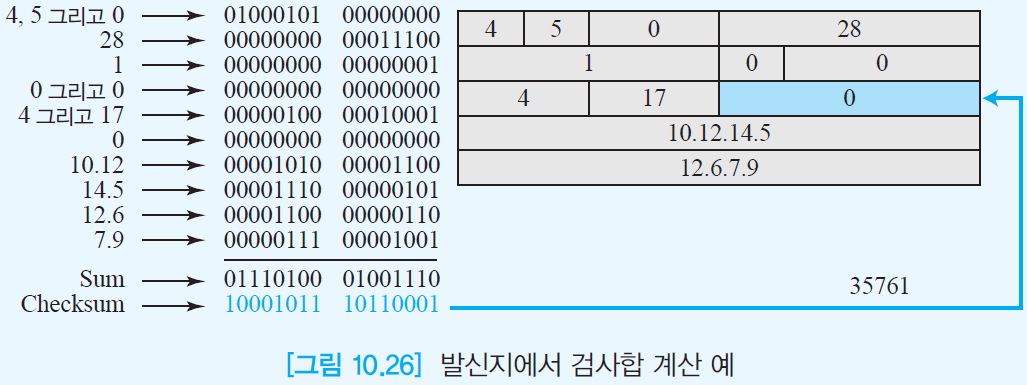 4, 5 그리고 0 01000101 00000000
28 00000000 00011100
1 00000000 00000001
0 그리고 0 00000000 00000000
4 그리고 17 00000100 00010001
0 00000000 00000000
10.12 00001010 00001100
14.5 00001110 00000101
12.6 00001100 00000110
7.9 00000111 00001001
Sum 01110100 01001110
Checksum 10001011 10110001
4 5 0 28
1 0 0
4 17 0
10.12.14.5
12.6.7.9
35761
[그림 10.26] 발신지에서 검사합 계산 예